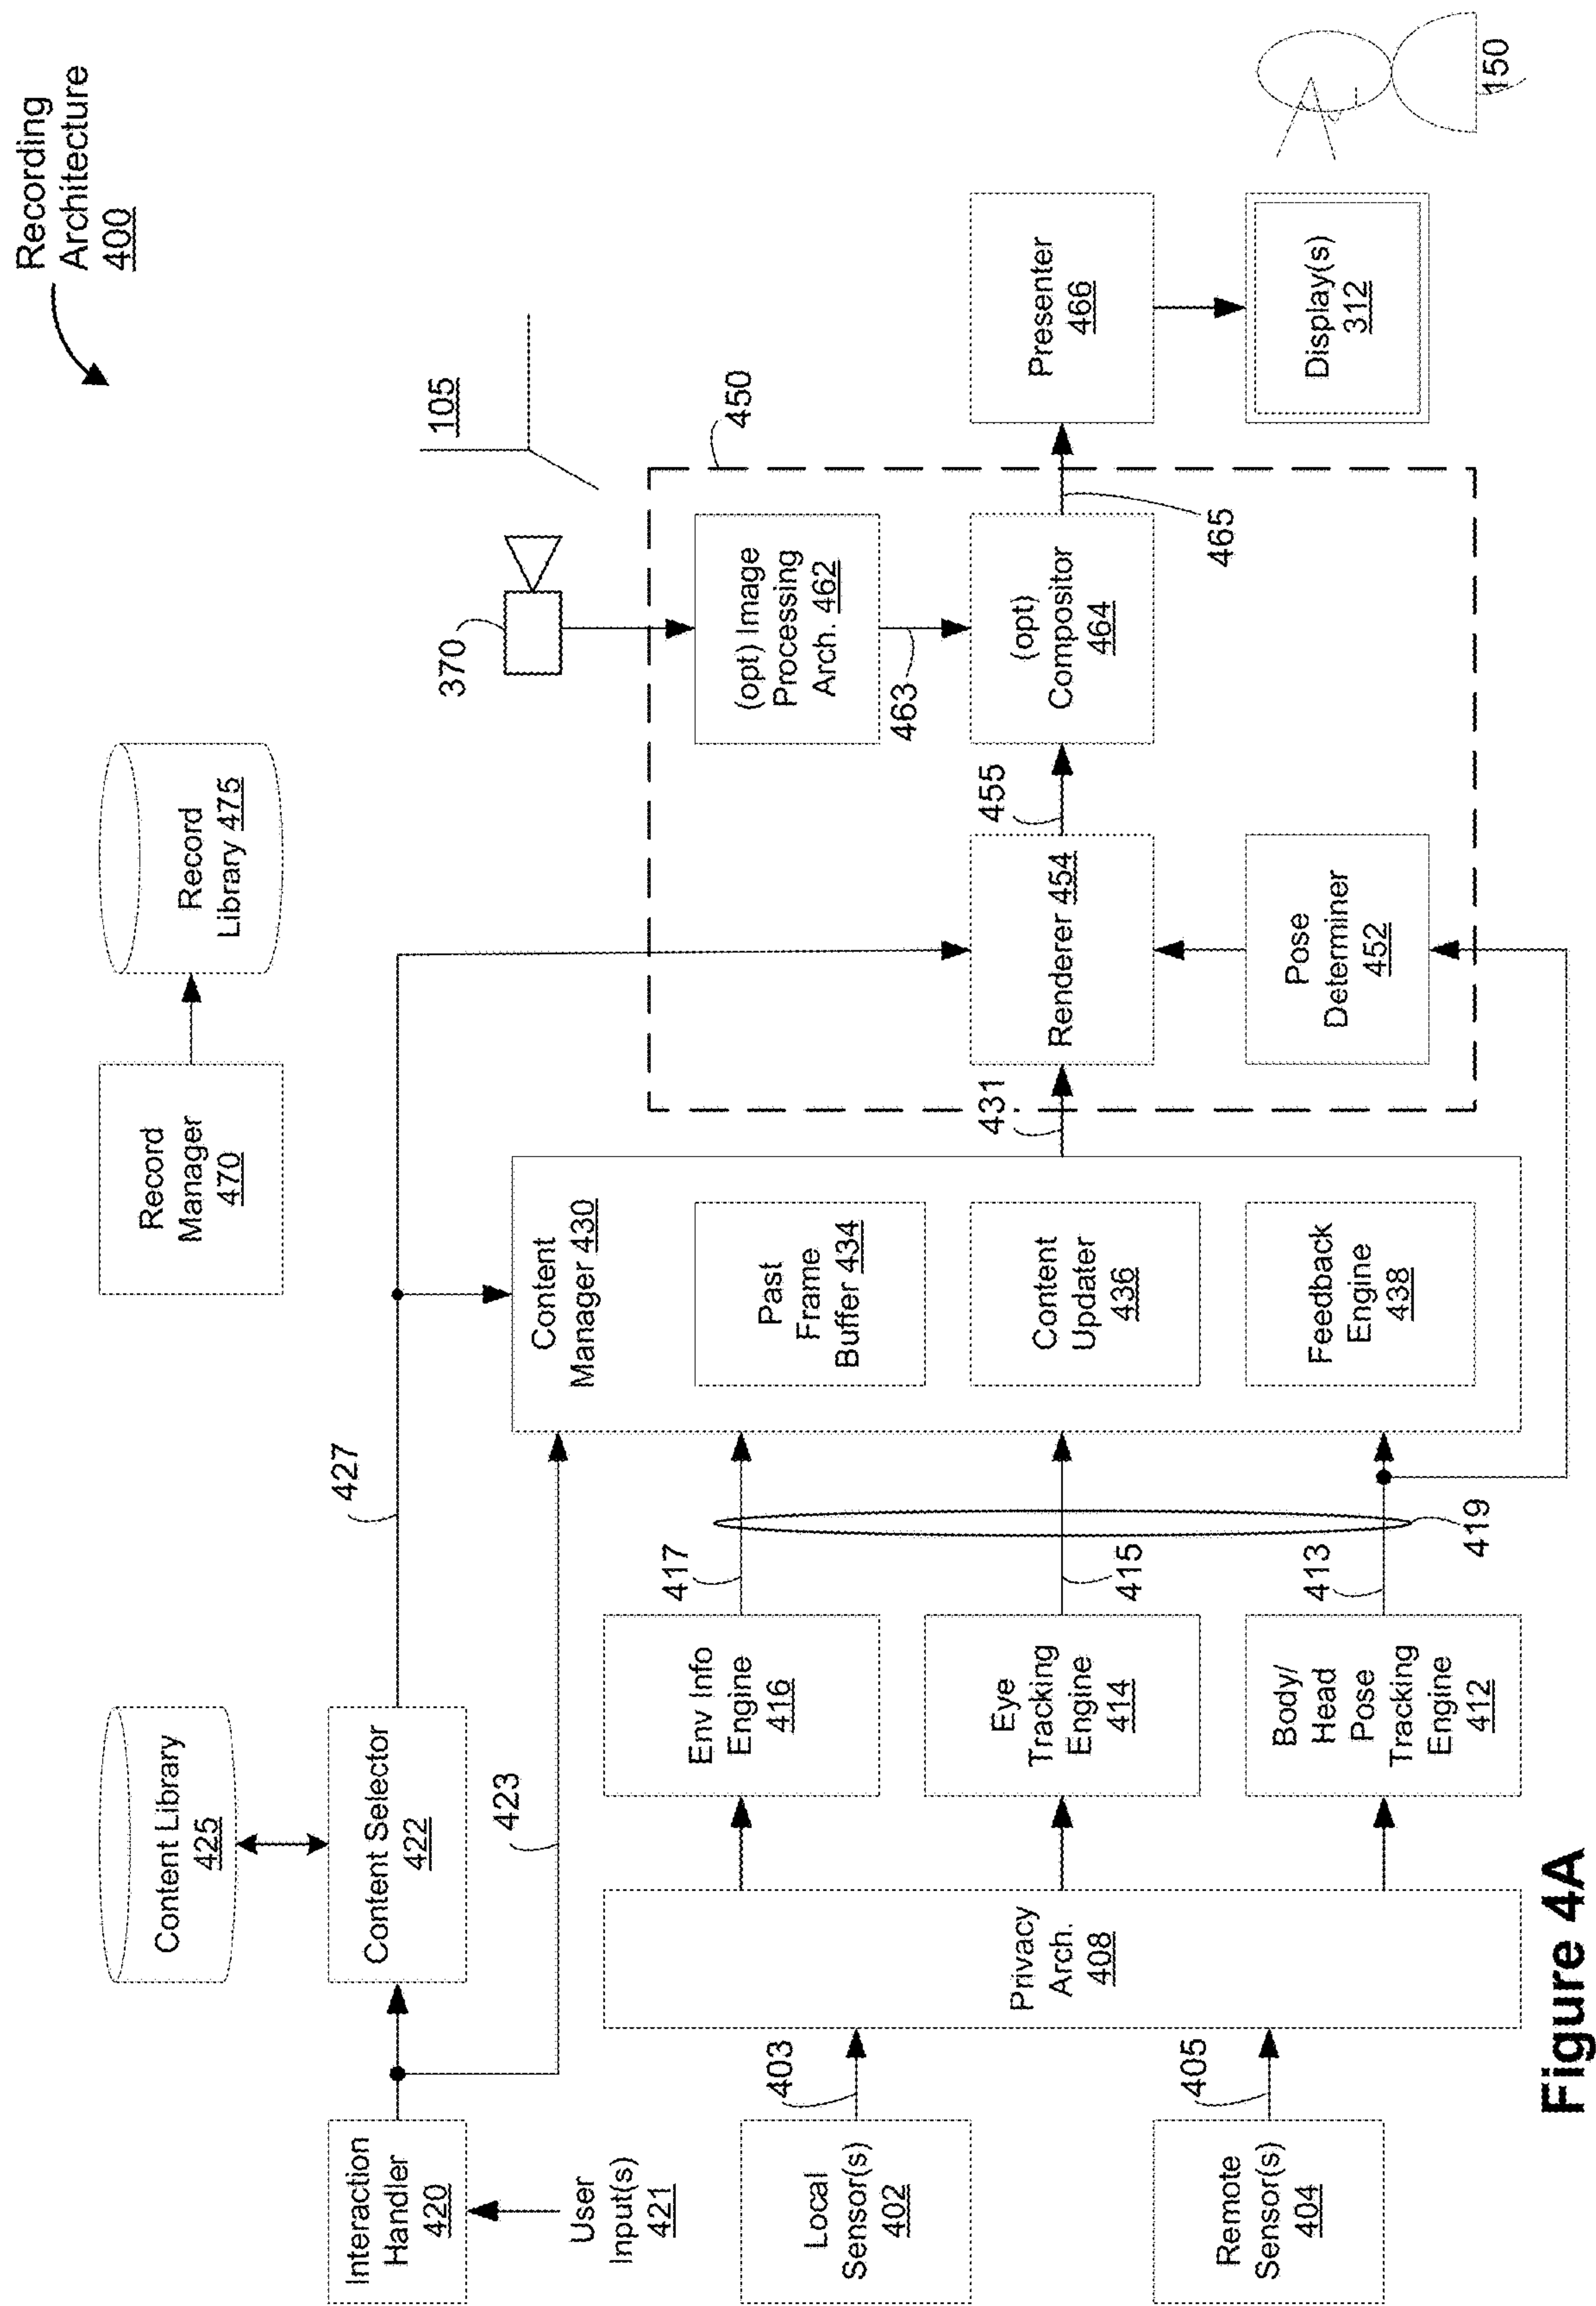 Recording
Architecture
400
Content Library
425
Record
Manager
470
Record
Library 475
Interaction
Handler
420
Content Selector
422
427
User
Input(s)
421
423
370
105
Content
Manager 430
Past
Frame
Buffer 434
Content
Updater
436
Feedback
Engine
438
Local
Sensor(s)
402
403
Remote
Sensor(s)
404
405
Privacy
Arch.
408
Env Info
Engine
416
417
Eye
Tracking
Engine
414
415
Body/
Head
Pose
Tracking
Engine
412
413
419
431
450
(opt) Image
Processing
Arch. 462
463
Renderer 454
455
(opt)
Compositor
464
465
Pose
Determiner
452
Presenter
466
Display(s)
312
150
Figure 4A